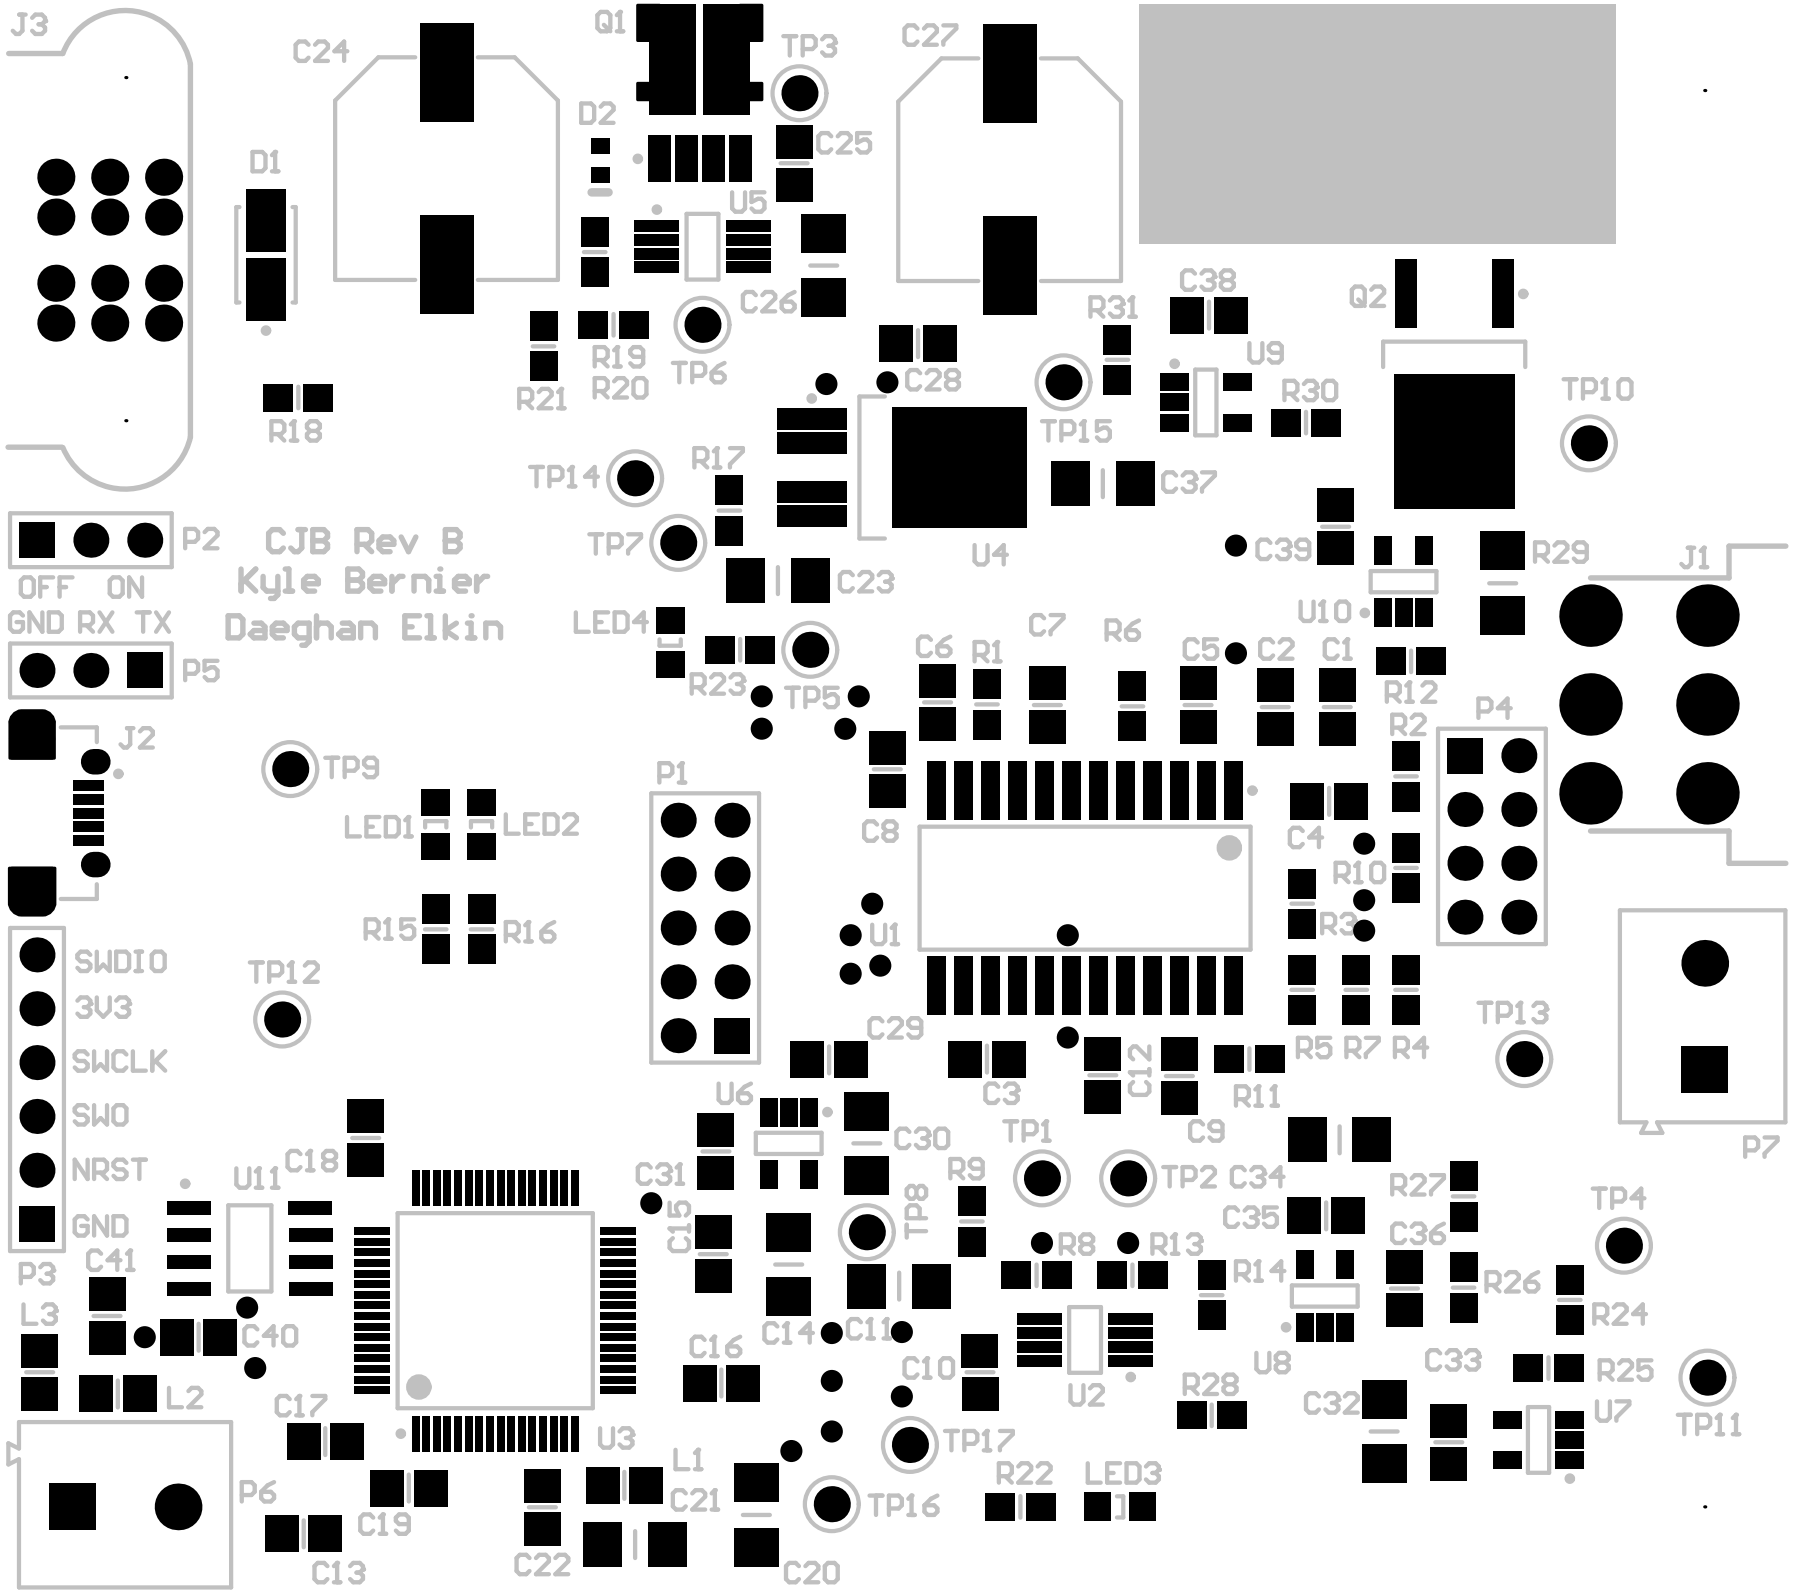 J3
C24
Q1
TP3
C27
D2
C25
D1
U5
C26
C38
Q2
R31
R19
R20
TP6
R21
C28
U9
R30
TP10
TP15
R18
R17
TP14
C37
TP7
U4
C39
R29
J1
P2
OFF ON
CJB Rev B
Kyle Bernier
Daeghan Elkin
GND RX TX
P5
C23
LED4
U10
C6
R1
C7
R6
C5
C2
C1
R23
TP5
R12
P4
R2
J2
TP9
P1
LED1
LED2
C8
C4
R10
R3
R15
R16
U1
SWDIO
TP12
3V3
TP13
C29
SWCLK
R5 R7 R4
C12
C3
R11
U6
SWO
TP1
C30
C9
P7
C18
NRST
U11
C31
R9
TP2
C34
R27
TP4
GND
C15
TP8
C35
C36
C41
P3
R8
R13
R14
R26
L3
C40
C14
C11
R24
C16
C10
U8
C33
R25
L2
U2
R28
C32
U7
TP11
C17
U3
TP17
L1
R22
LED3
P6
C21
TP16
C19
C13
C22
C20